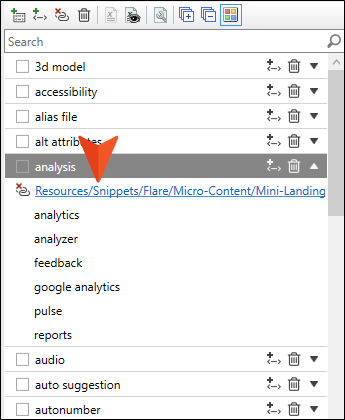 Search
3d model
accessibility
alias file
alt attributes
analysis
Resources/Snippets/Flare/Micro-Content/Mini-Landing
analytics
analyzer
feedback
google analytics
pulse
reports
audio
auto suggestion
autonumber